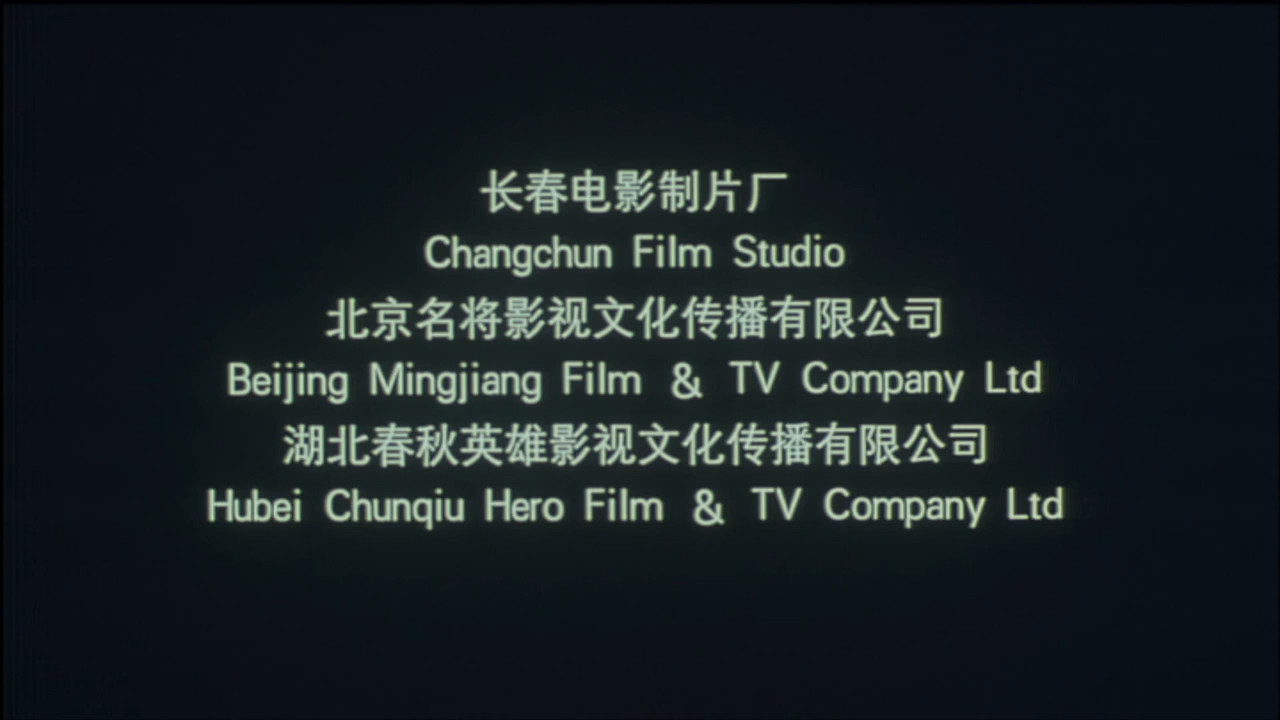 长春电影制片厂
Changchun Film Studio
北京名将影视文化传播有限公司
Beijing Mingjiang Film & TV Company Ltd
湖北春秋英雄影视文化传播有限公司
Hubei Chunqiu Hero Film & TV Company Ltd